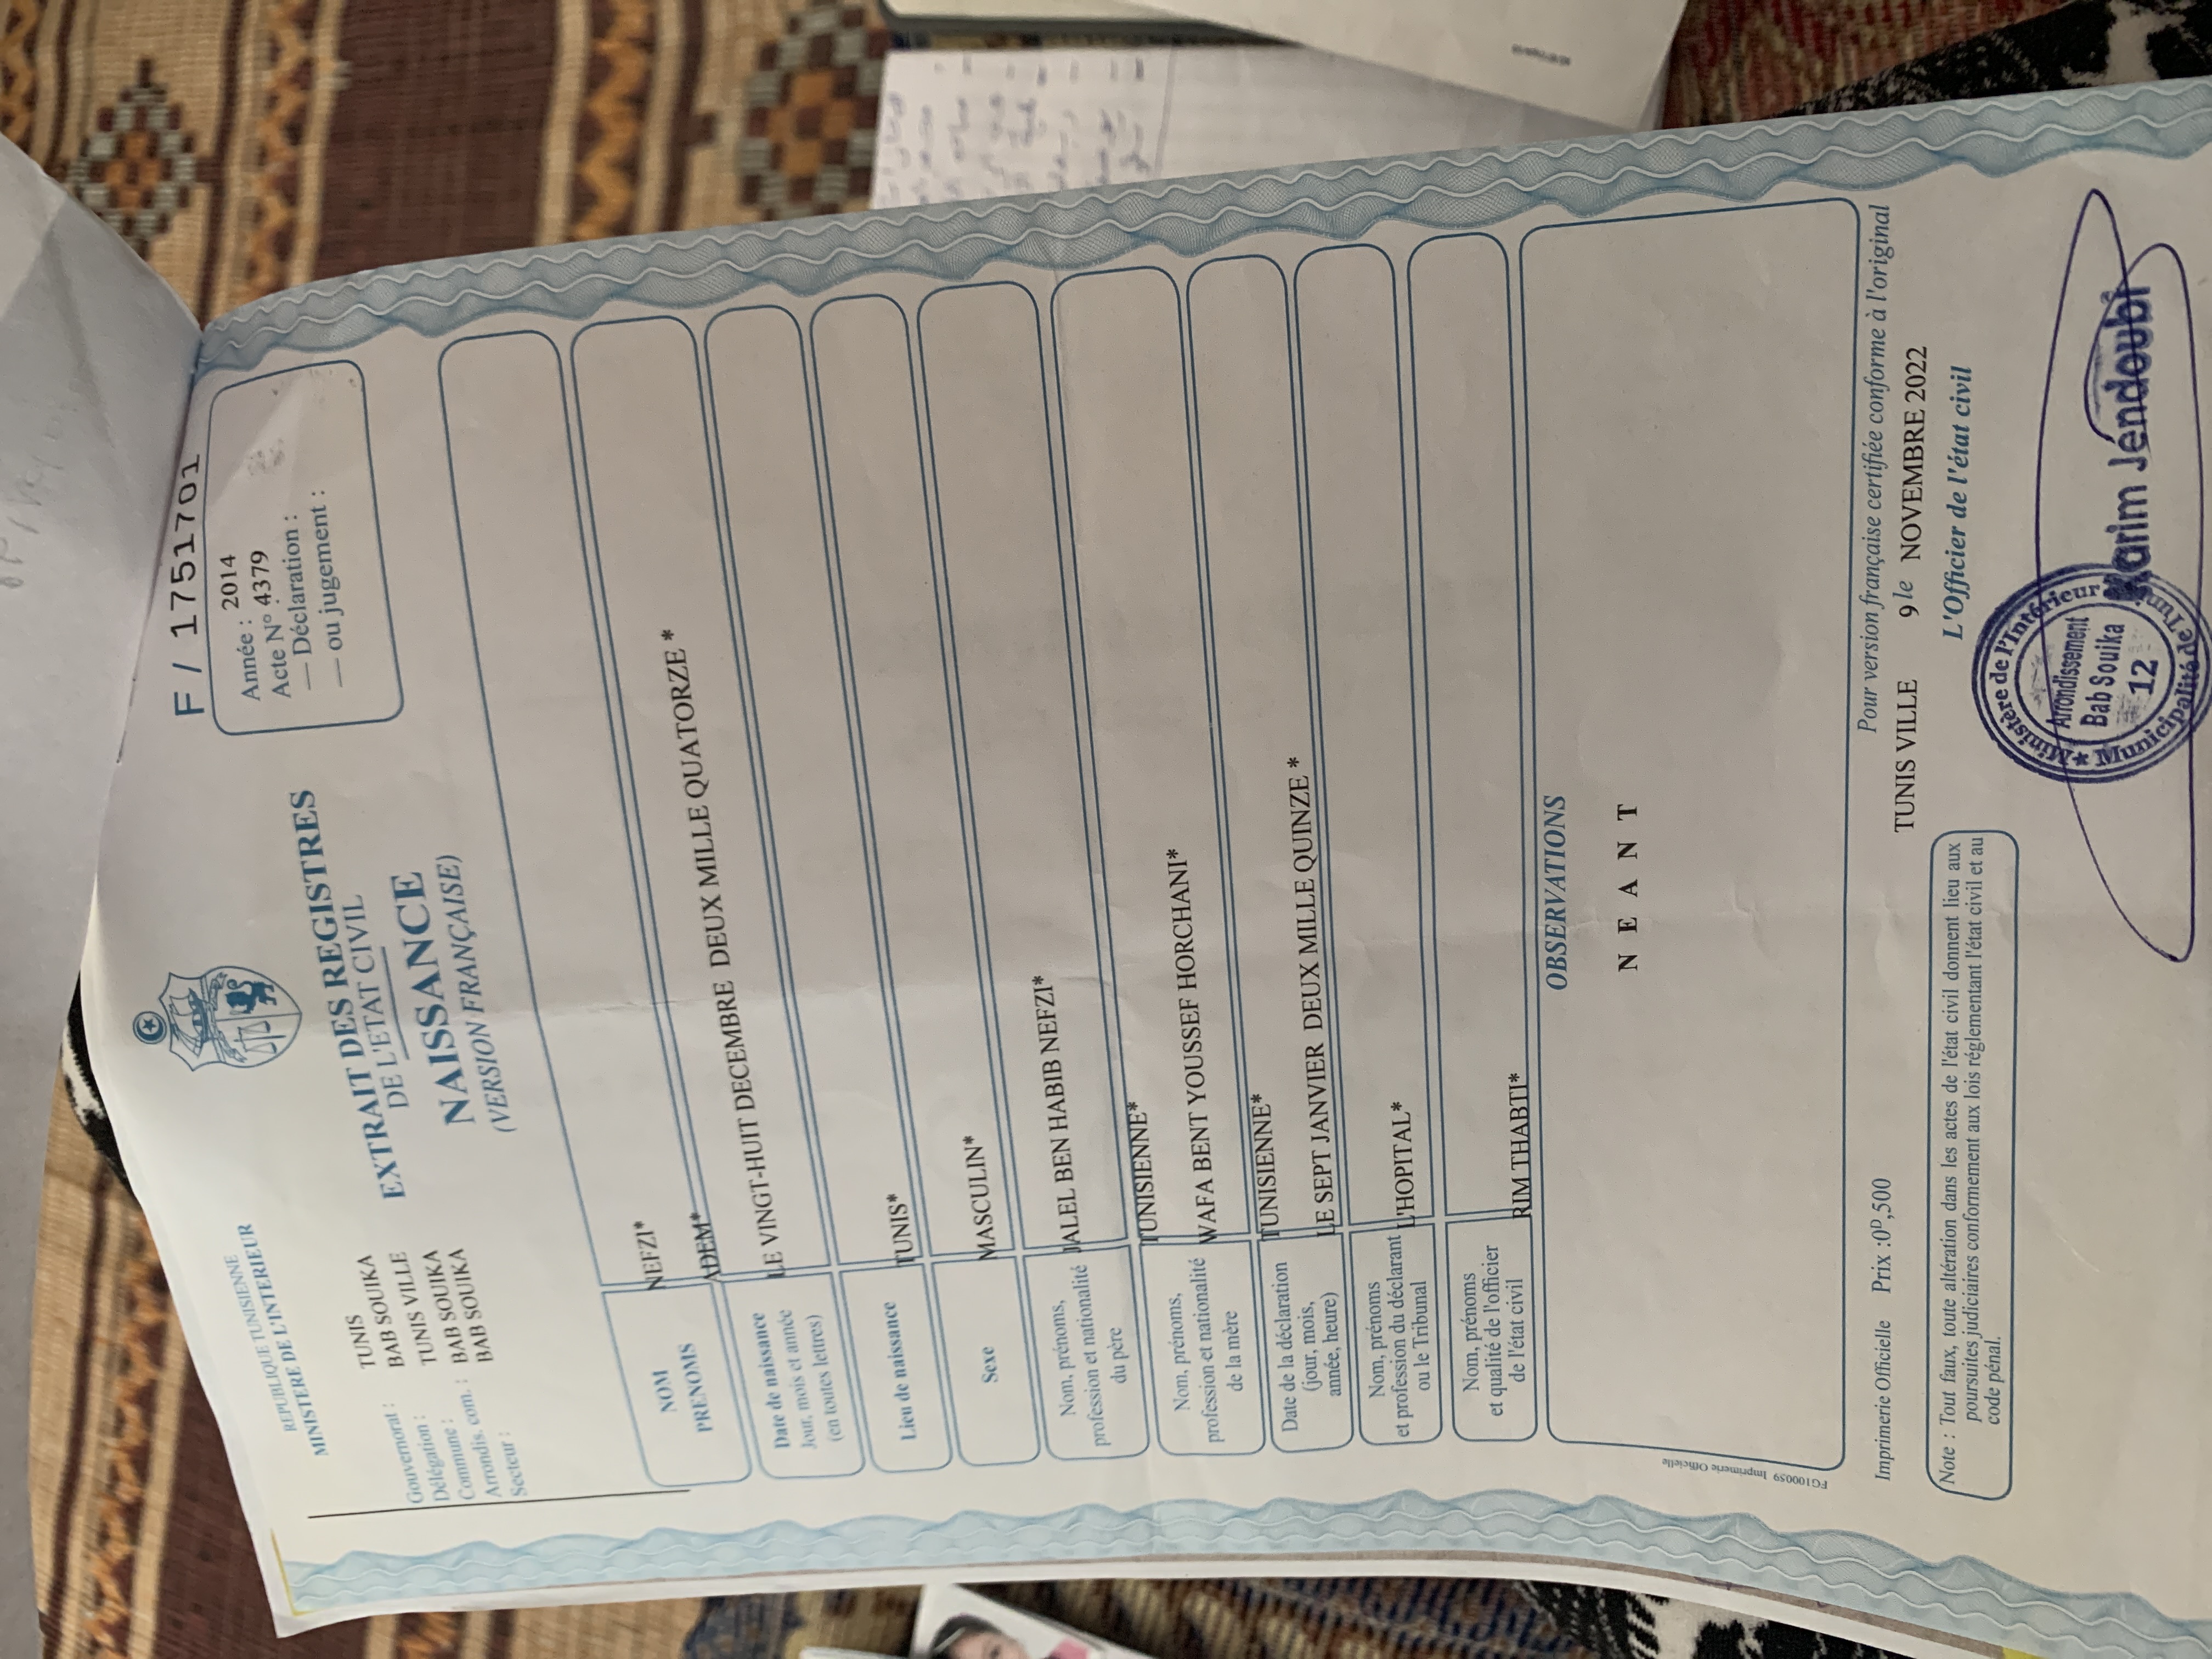 F / 1751701
REPUBLIQUE TUNISIENNE
MINISTERE DE L'INTERIEUR
Année : 2014
Acte N° 4379
— Déclaration :
— ou jugement :
Gouvernorat : TUNIS
Délégation : BAB SOUIKA
Commune : TUNIS VILLE
Arrondis. com. : BAB SOUIKA
Secteur : BAB SOUIKA
EXTRAIT DES REGISTRES
DE L'ETAT CIVIL
NAISSANCE
(VERSION FRANÇAISE)
NOM NEFZI*
PRENOMS ADEM*
Date de naissance
Jour, mois et année
(en toutes lettres)
LE VINGT-HUIT DECEMBRE DEUX MILLE QUATORZE *
Lieu de naissance TUNIS*
Sexe MASCULIN*
Nom, prénoms,
profession et nationalité
du père
JALEL BEN HABIB NEFZI*
TUNISIENNE*
Nom, prénoms,
profession et nationalité
de la mère
WAFA BENT YOUSSEF HORCHANI*
TUNISIENNE*
Date de la déclaration
(jour, mois,
année, heure)
LE SEPT JANVIER DEUX MILLE QUINZE *
Nom, prénoms
et profession du déclarant
ou le Tribunal
L'HOPITAL*
Nom, prénoms
et qualité de l'officier
de l'état civil
RIM THABTI*
OBSERVATIONS
N E A N T
FG100059 Imprimerie Officielle
Imprimerie Officielle Prix :0ᴰ,500
Pour version française certifiée conforme à l'original
TUNIS VILLE 9 le NOVEMBRE 2022
L'Officier de l'état civil
Note : Tout faux, toute altération dans les actes de l'état civil donnent lieu aux
poursuites judiciaires conformement aux lois réglementant l'état civil et au
code pénal.
Ministère de l'Intérieur
Arrondissement
Bab Souika
12
Municipalité de Tunis
Karim Jendoubi